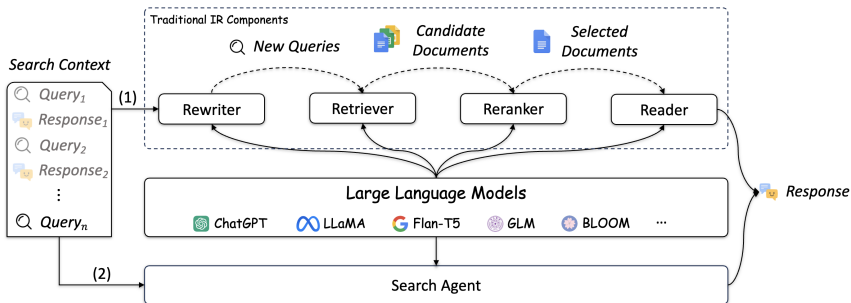 Traditional IR Components
New Queries
Candidate
Documents
Selected
Documents
Search Context
Query₁
Response₁
Query₂
Response₂
⋮
Queryₙ
(1)
Rewriter
Retriever
Reranker
Reader
Large Language Models
ChatGPT
LLaMA
Flan-T5
GLM
BLOOM
...
Response
(2)
Search Agent